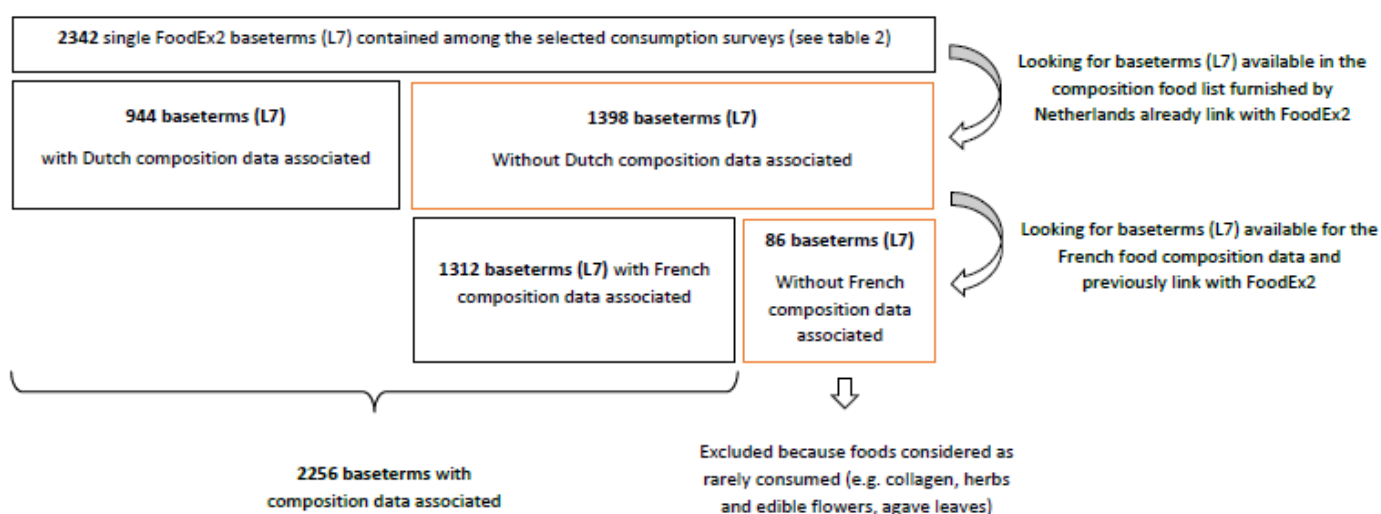 2342 single FoodEx2 baseterms (L7) contained among the selected consumption surveys (see table 2)
Looking for baseterms (L7) available in the
composition food list furnished by
Netherlands already link with FoodEx2
944 baseterms (L7)
with Dutch composition data associated
1398 baseterms (L7)
Without Dutch composition data associated
1312 baseterms (L7) with French
composition data associated
86 baseterms (L7)
Without French
composition data
associated
Looking for baseterms (L7) available for the
French food composition data and
previously link with FoodEx2
2256 baseterms with
composition data associated
Excluded because foods considered as
rarely consumed (e.g. collagen, herbs
and edible flowers, agave leaves)